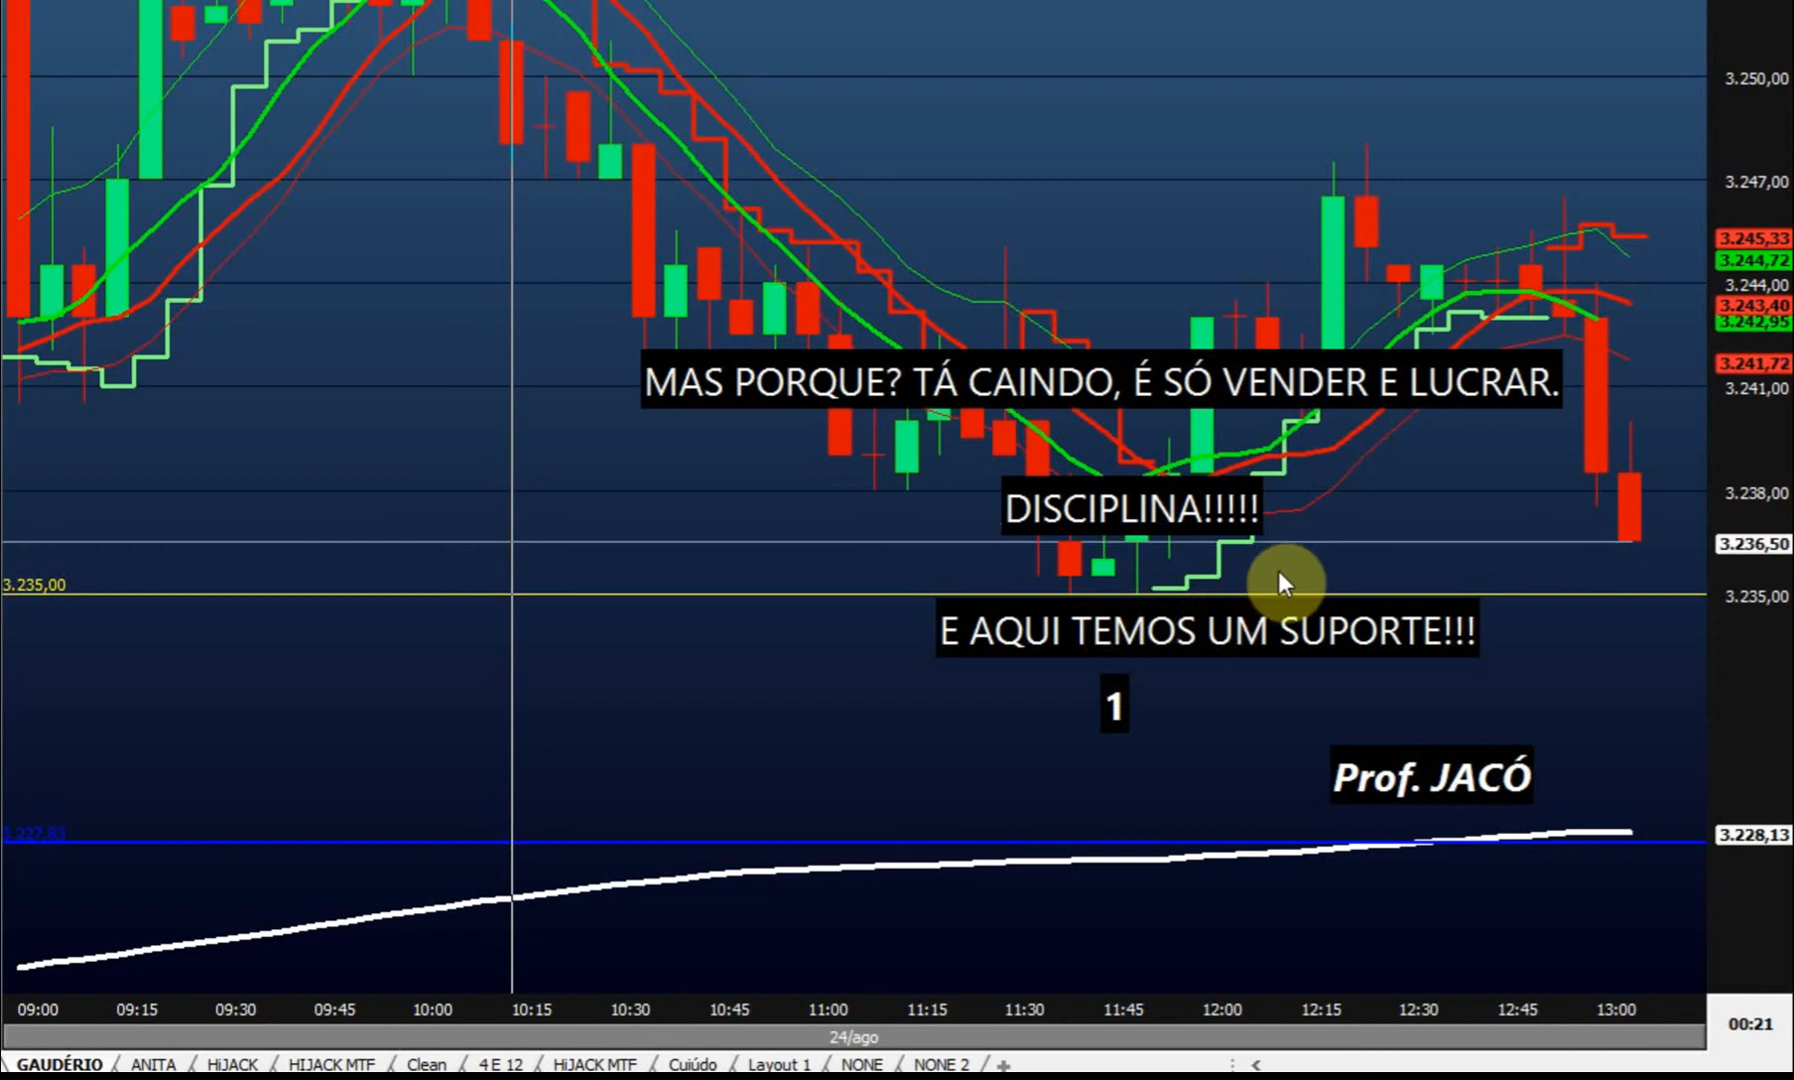 3.250,00
3.247,00
3.245,33
3.244,72
3.244,00
3.243,40
3.242,95
3.241,72
3.241,00
MAS PORQUE? TÁ CAINDO, É SÓ VENDER E LUCRAR.
3.238,00
DISCIPLINA!!!!!
3.236,50
3.235,00
3.235,00
E AQUI TEMOS UM SUPORTE!!!
1
Prof. JACÓ
3.227,83
3.228,13
09:00 09:15 09:30 09:45 10:00 10:15 10:30 10:45 11:00 11:15 11:30 11:45 12:00 12:15 12:30 12:45 13:00
00:21
24/ago
GAUDÉRIO ANITA HiJACK HIJACK MTF Clean 4 E 12 HiJACK MTF Cuiúdo Layout 1 NONE NONE 2